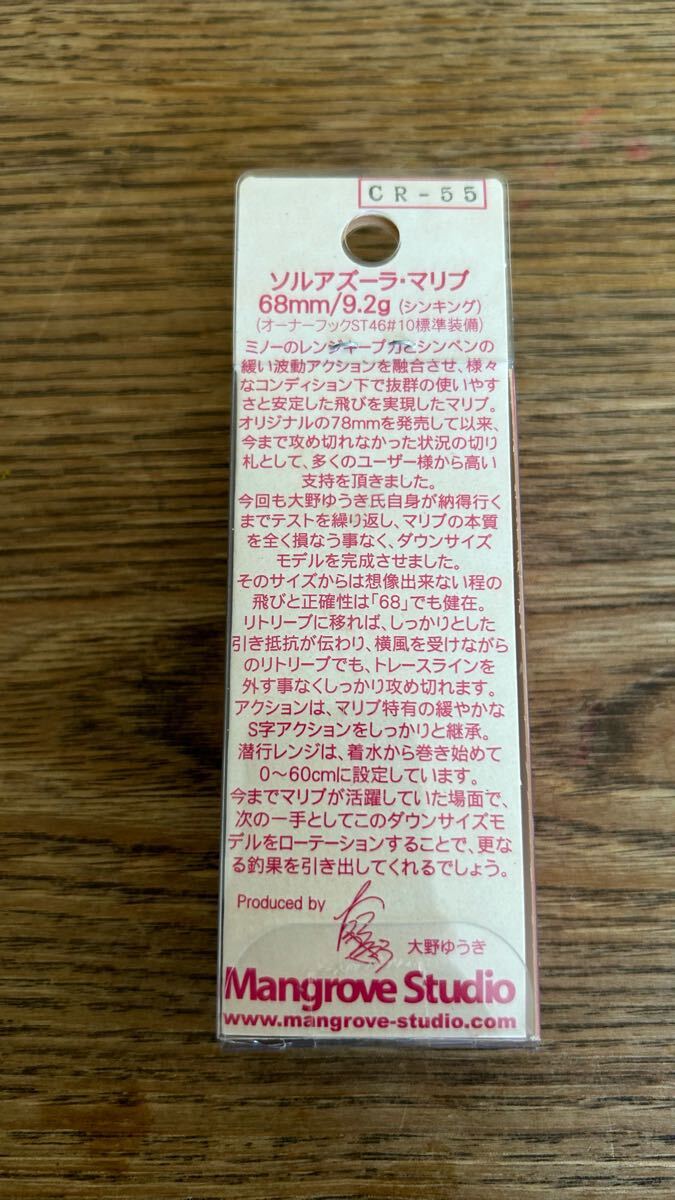 CR-55
ソルアズーラ・マリブ
68mm/9.2g (シンキング)
(オーナーフックST46#10標準装備)
ミノーのレンジキープ力とシンペンの
緩い波動アクションを融合させ、様々
なコンディション下で抜群の使いやす
さと安定した飛びを実現したマリブ。
オリジナルの78mmを発売して以来、
今まで攻め切れなかった状況の切り
札として、多くのユーザー様から高い
支持を頂きました。
今回も大野ゆうき氏自身が納得行く
までテストを繰り返し、マリブの本質
を全く損なう事なく、ダウンサイズ
モデルを完成させました。
そのサイズからは想像出来ない程の
飛びと正確性は「68」でも健在。
リトリーブに移れば、しっかりとした
引き抵抗が伝わり、横風を受けながら
のリトリーブでも、トレースラインを
外す事なくしっかり攻め切れます。
アクションは、マリブ特有の緩やかな
S字アクションをしっかりと継承。
潜行レンジは、着水から巻き始めて
0〜60cmに設定しています。
今までマリブが活躍していた場面で、
次の一手としてこのダウンサイズモ
デルをローテーションすることで、更な
る釣果を引き出してくれるでしょう。
Produced by
大野ゆうき
Mangrove Studio
www.mangrove-studio.com